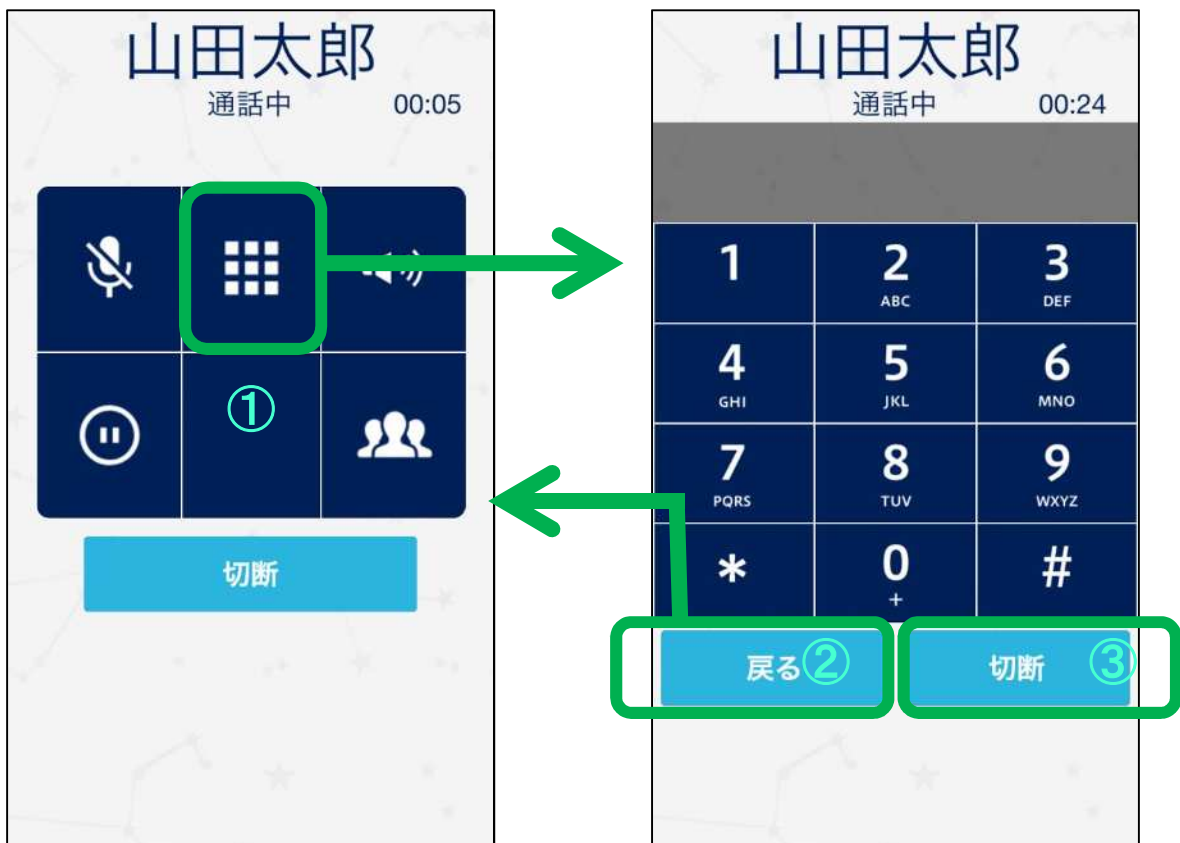 山田太郎
通話中 00:05
①
切断
山田太郎
通話中 00:24
1 2 3
ABC DEF
4 5 6
GHI JKL MNO
7 8 9
PQRS TUV WXYZ
* 0 #
+
戻る ② 切断 ③